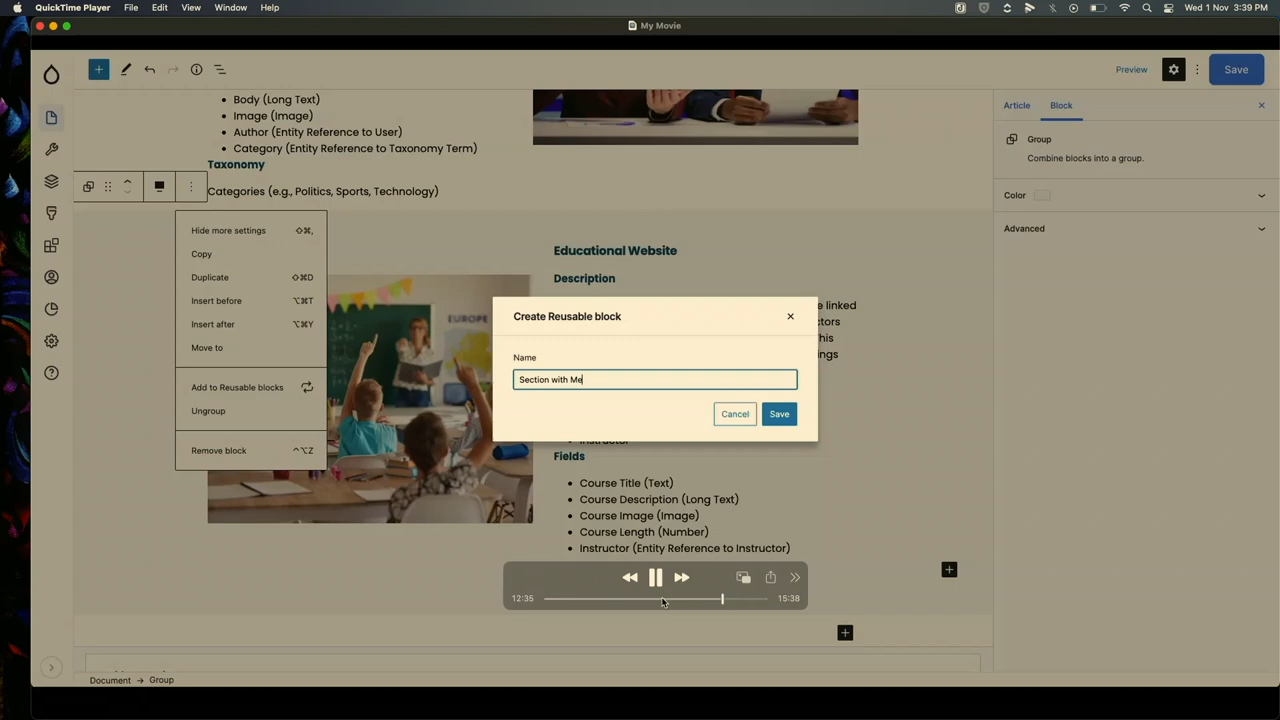 QuickTime Player File Edit View Window Help
Wed 1 Nov 3:39 PM
My Movie
Preview
Save
Body (Long Text)
Image (Image)
Author (Entity Reference to User)
Category (Entity Reference to Taxonomy Term)
Taxonomy
Categories (e.g., Politics, Sports, Technology)
Article Block
Group
Combine blocks into a group.
Color
Advanced
Hide more settings ⇧⌘,
Copy
Duplicate ⇧⌘D
Insert before ⌥⌘T
Insert after ⌥⌘Y
Move to
Add to Reusable blocks
Ungroup
Remove block ^⌥Z
EUROPE
Educational Website
Description
linked
This
Create Reusable block
Name
Section with Me
Cancel Save
Instructor
Fields
Course Title (Text)
Course Description (Long Text)
Course Image (Image)
Course Length (Number)
Instructor (Entity Reference to Instructor)
12:35 15:38
Document → Group